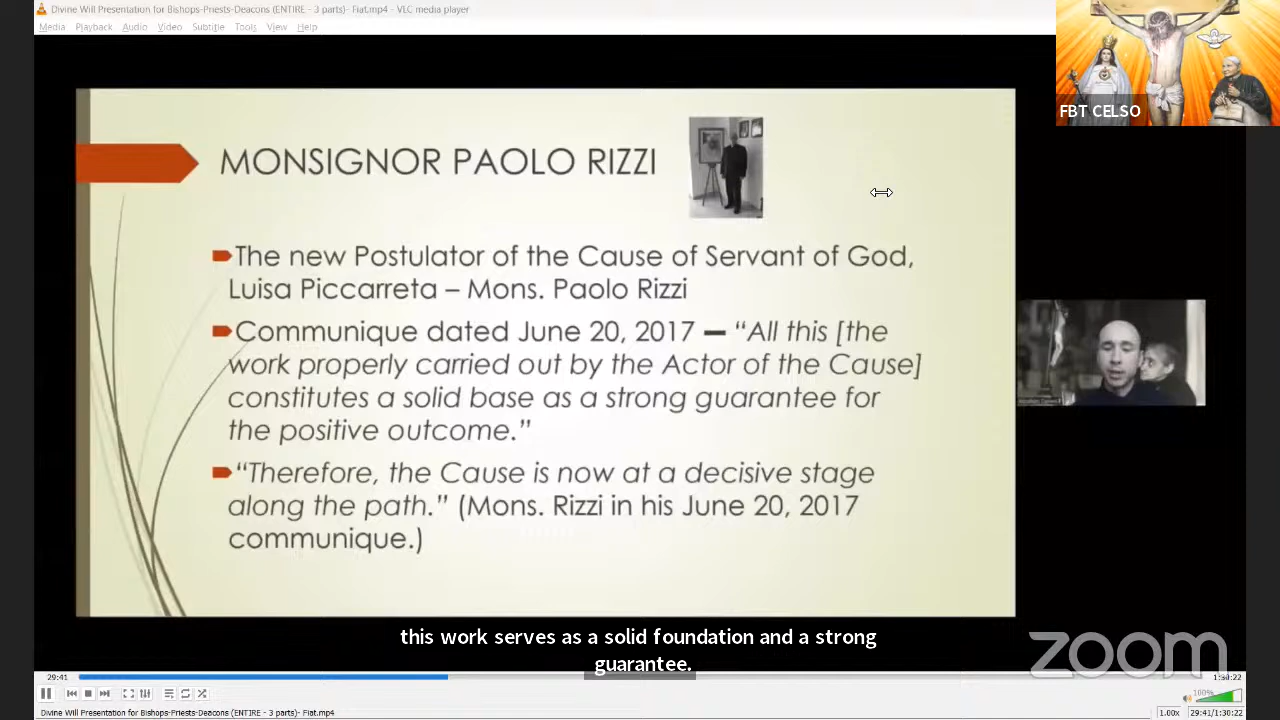 Divine Will Presentation for Bishops-Priests-Deacons (ENTIRE - 3 parts)- Fiat.mp4 - VLC media player
Media Playback Audio Video Subtitle Tools View Help
FBT CELSO
MONSIGNOR PAOLO RIZZI
The new Postulator of the Cause of Servant of God,
Luisa Piccarreta – Mons. Paolo Rizzi
Communique dated June 20, 2017 – “All this [the
work properly carried out by the Actor of the Cause]
constitutes a solid base as a strong guarantee for
the positive outcome.”
“Therefore, the Cause is now at a decisive stage
along the path.” (Mons. Rizzi in his June 20, 2017
communique.)
this work serves as a solid foundation and a strong
guarantee.
zoom
29:41
1:30:22
100%
Divine Will Presentation for Bishops-Priests-Deacons (ENTIRE - 3 parts)- Fiat.mp4
1.00x
29:41/1:30:22